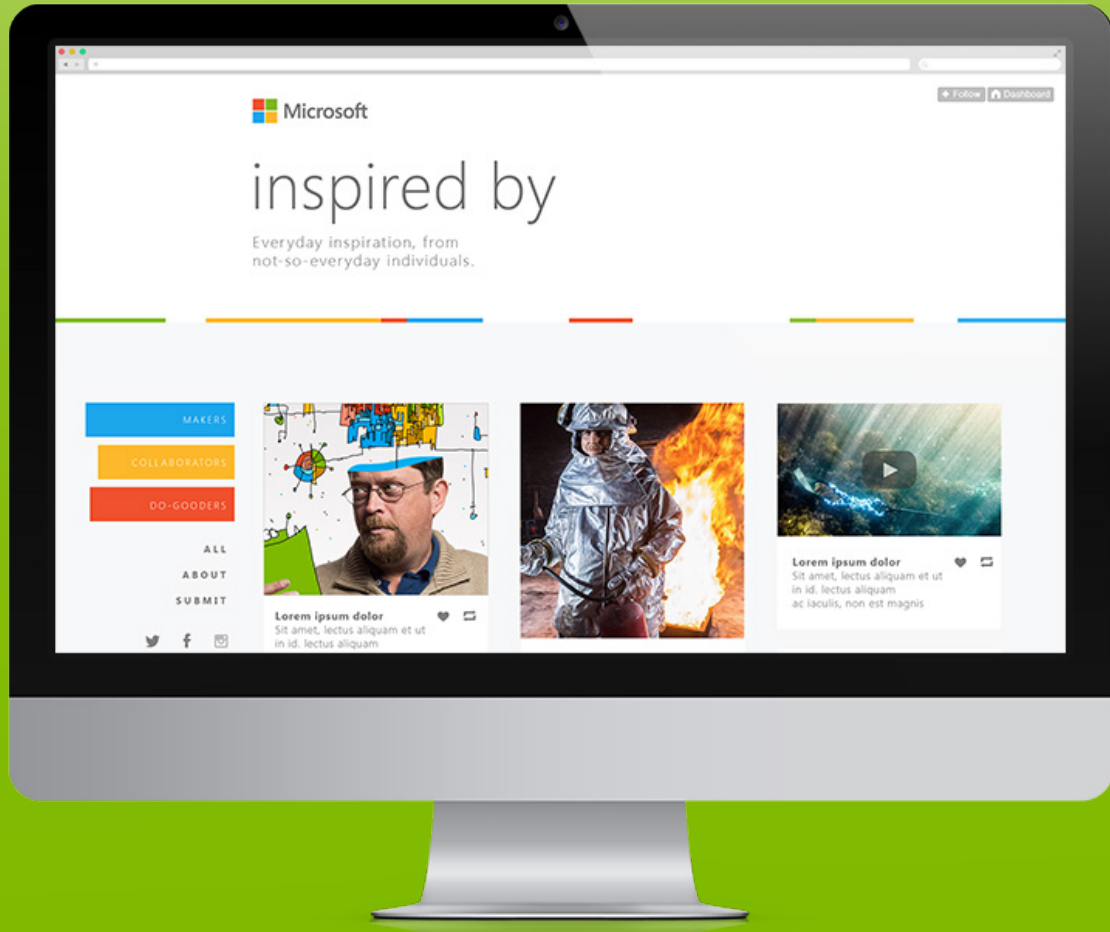 Follow
Dashboard
Microsoft
inspired by
Everyday inspiration, from
not-so-everyday individuals.
MAKERS
COLLABORATORS
DO-GOODERS
ALL
ABOUT
SUBMIT
Lorem ipsum dolor
Sit amet, lectus aliquam et ut
in id. lectus aliquam
Lorem ipsum dolor
Sit amet, lectus aliquam et ut
in id. lectus aliquam
ac iaculis, non est magnis